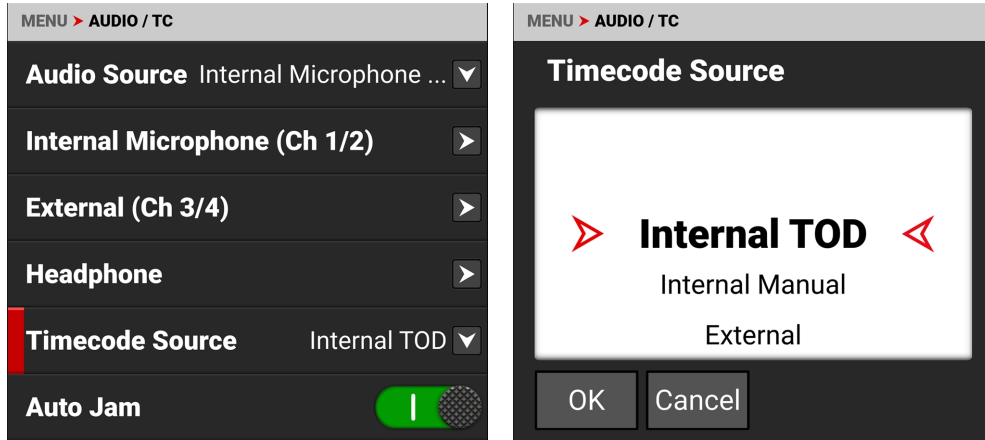 MENU ➤ AUDIO / TC
Audio Source Internal Microphone ...
Internal Microphone (Ch 1/2)
External (Ch 3/4)
Headphone
Timecode Source Internal TOD
Auto Jam
MENU ➤ AUDIO / TC
Timecode Source
Internal TOD
Internal Manual
External
OK Cancel